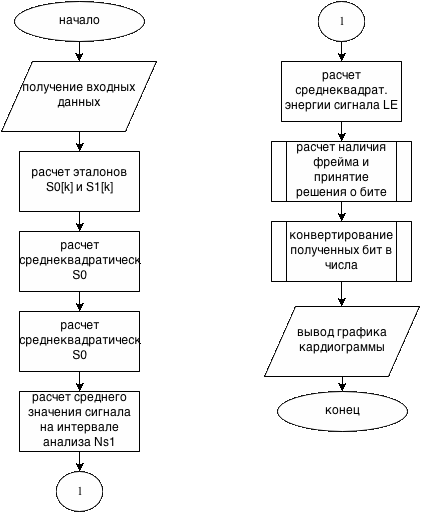 начало
получение входных
данных
расчет эталонов
S0[k] и S1[k]
расчет
среднеквадратическ.
S0
расчет
среднеквадратическ.
S0
расчет среднего
значения сигнала
на интервале
анализа Ns1
1
1
расчет
среднеквадрат.
энергии сигнала LE
расчет наличия
фрейма и
принятие
решения о бите
конвертирование
полученных бит в
числа
вывод графика
кардиограммы
конец